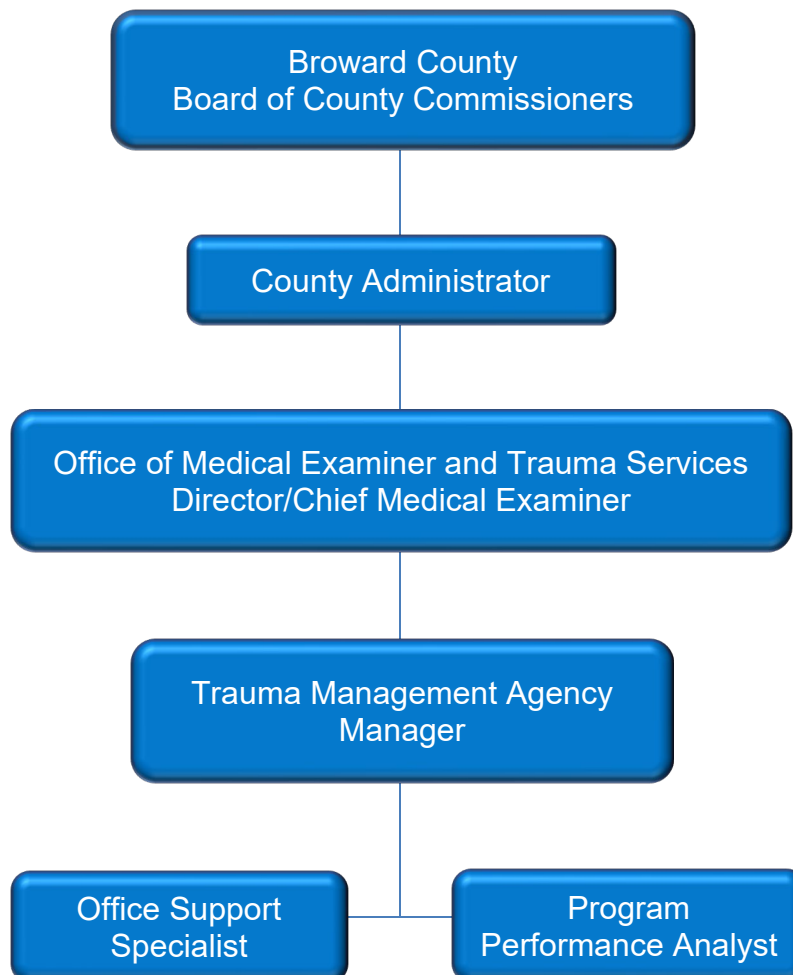 Broward County
Board of County Commissioners
County Administrator
Office of Medical Examiner and Trauma Services
Director/Chief Medical Examiner
Trauma Management Agency
Manager
Office Support
Specialist
Program
Performance Analyst